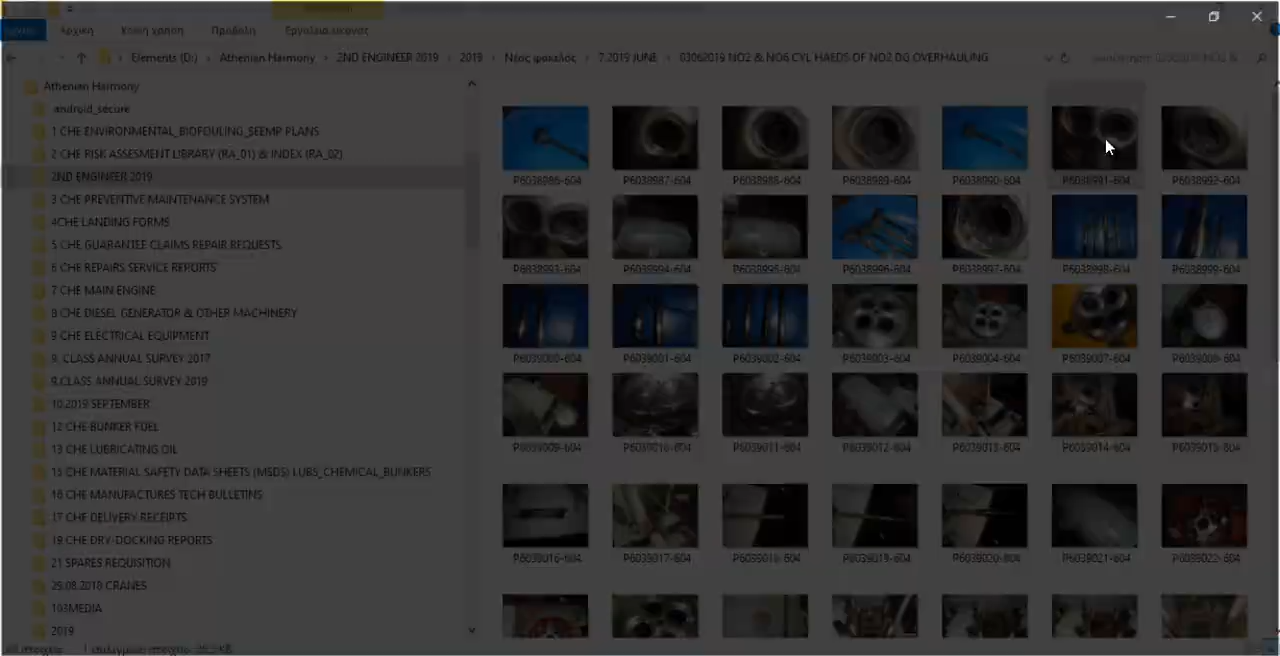 Αρχική Κοινή χρήση Προβολή Εργαλεία εικόνας
Elements (D:) › Athenian Harmony › 2ND ENGINEER 2019 › 2019 › Νέος φάκελος › 7.2019 JUNE › 03062019 NO2 & NO6 CYL HAEDS OF NO2 DG OVERHAULING
Athenian Harmony
android_secure
1 CHE ENVIRONMENTAL_BIOFOULING_SEEMP PLANS
2 CHE RISK ASSESMENT LIBRARY (RA_01) & INDEX (RA_02)
2ND ENGINEER 2019
3 CHE PREVENTIVE MAINTENANCE SYSTEM
4CHE LANDING FORMS
5 CHE GUARANTEE CLAIMS REPAIR REQUESTS
6 CHE REPAIRS SERVICE REPORTS
7 CHE MAIN ENGINE
8 CHE DIESEL GENERATOR & OTHER MACHINERY
9 CHE ELECTRICAL EQUIPMENT
9. CLASS ANNUAL SURVEY 2017
9.CLASS ANNUAL SURVEY 2019
10.2019 SEPTEMBER
12 CHE BUNKER FUEL
13 CHE LUBRICATING OIL
15 CHE MATERIAL SAFETY DATA SHEETS (MSDS) LUBS_CHEMICAL_BUNKERS
16 CHE MANUFACTURES TECH BULLETINS
17 CHE DELIVERY RECEIPTS
19 CHE DRY-DOCKING REPORTS
21 SPARES REQUISITION
29.08.2018 CRANES
103MEDIA
2019
P6038986-604 P6038987-604 P6038988-604 P6038989-604 P6038990-604 P6038991-604 P6038992-604
P6038993-604 P6038994-604 P6038995-604 P6038996-604 P6038997-604 P6038998-604 P6038999-604
P6039000-604 P6039001-604 P6039002-604 P6039003-604 P6039004-604 P6039007-604 P6039008-604
P6039009-604 P6039010-604 P6039011-604 P6039012-604 P6039013-604 P6039014-604 P6039015-604
P6039016-604 P6039017-604 P6039018-604 P6039019-604 P6039020-604 P6039021-604 P6039022-604